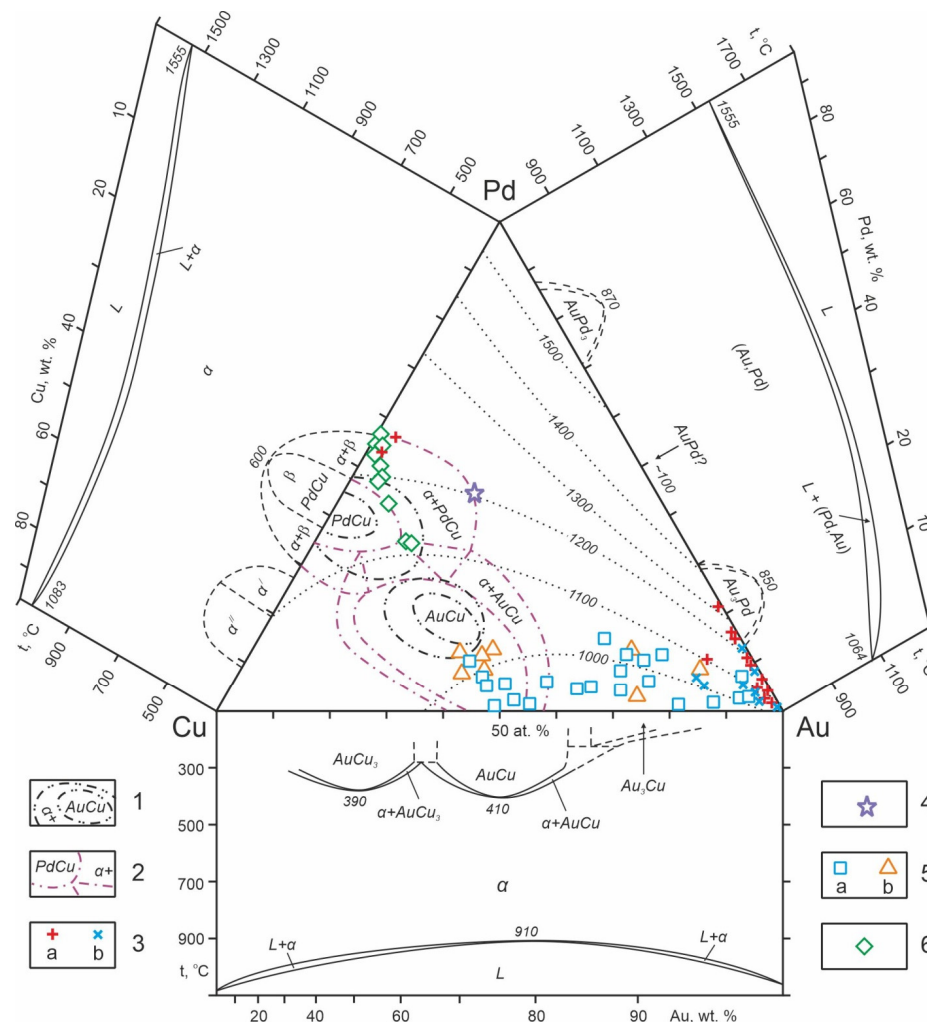 1555
1500
1300
1100
900
700
500
10
20
40
60
80
Cu, wt. %
L
L+α
α
1083
t, °C
900
700
500
t, °C
1700
1500
1300
1100
900
1555
80
60
Pd, wt. %
40
20
10
L
(Au,Pd)
L + (Pd,Au)
1064
t, °C
1100
900
Pd
870
AuPd₃
1500
1400
1300
1200
1100
1000
AuPd?
~100
850
Au₃Pd
600
β
α+β
PdCu
PdCu
α+β
α+PdCu
α′
α″
AuCu
α+AuCu
Cu
50 at. %
Au
300
500
700
900
t, °C
AuCu₃
390
α+AuCu₃
AuCu
410
α+AuCu
Au₃Cu
α
910
L+α
L+α
L
20
40
60
80
90
Au, wt. %
α+
AuCu
1
PdCu
α+
2
a
b
3
4
a
b
5
6